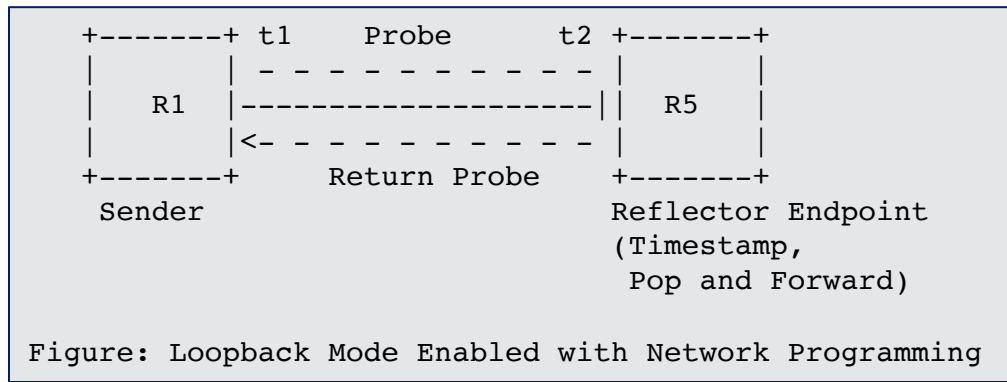 +-------+ t1    Probe      t2 +-------+
|       | - - - - - - - - - - |       |
|   R1  |--------------------||  R5   |
|       |<- - - - - - - - - - |       |
+-------+     Return Probe    +-------+
Sender                        Reflector Endpoint
(Timestamp,
Pop and Forward)
Figure: Loopback Mode Enabled with Network Programming